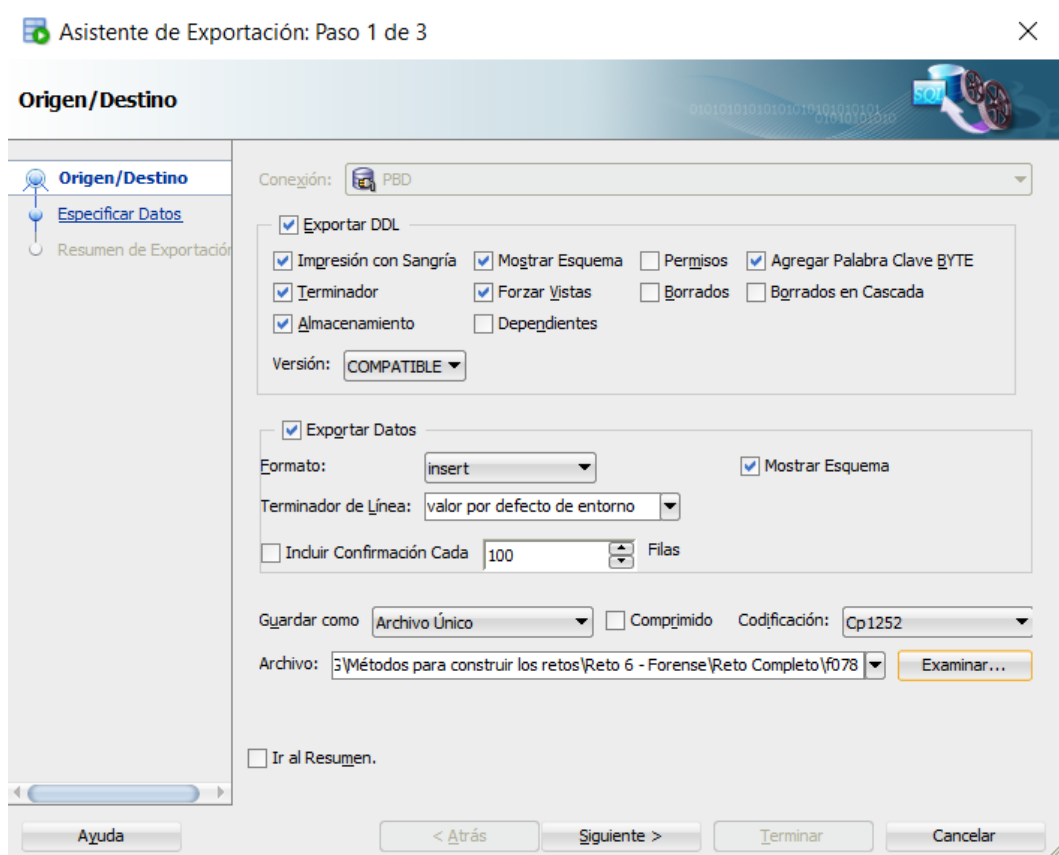 Asistente de Exportación: Paso 1 de 3
Origen/Destino
SQL
Origen/Destino
Especificar Datos
Resumen de Exportación
Conexión: PBD
Exportar DDL
Impresión con Sangría Mostrar Esquema Permisos Agregar Palabra Clave BYTE
Terminador Forzar Vistas Borrados Borrados en Cascada
Almacenamiento Dependientes
Versión: COMPATIBLE
Exportar Datos
Formato: insert Mostrar Esquema
Terminador de Línea: valor por defecto de entorno
Incluir Confirmación Cada 100 Filas
Guardar como Archivo Único Comprimido Codificación: Cp1252
Archivo: \Métodos para construir los retos\Reto 6 - Forense\Reto Completo\f078 Examinar...
Ir al Resumen.
Ayuda < Atrás Siguiente > Terminar Cancelar